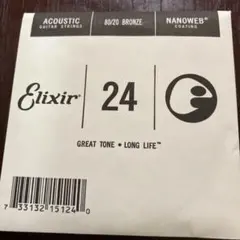 ACOUSTIC
GUITAR STRINGS
80/20 BRONZE
NANOWEB®
COATING
Elixir®
24
GREAT TONE • LONG LIFE™
7 33132 15124 0